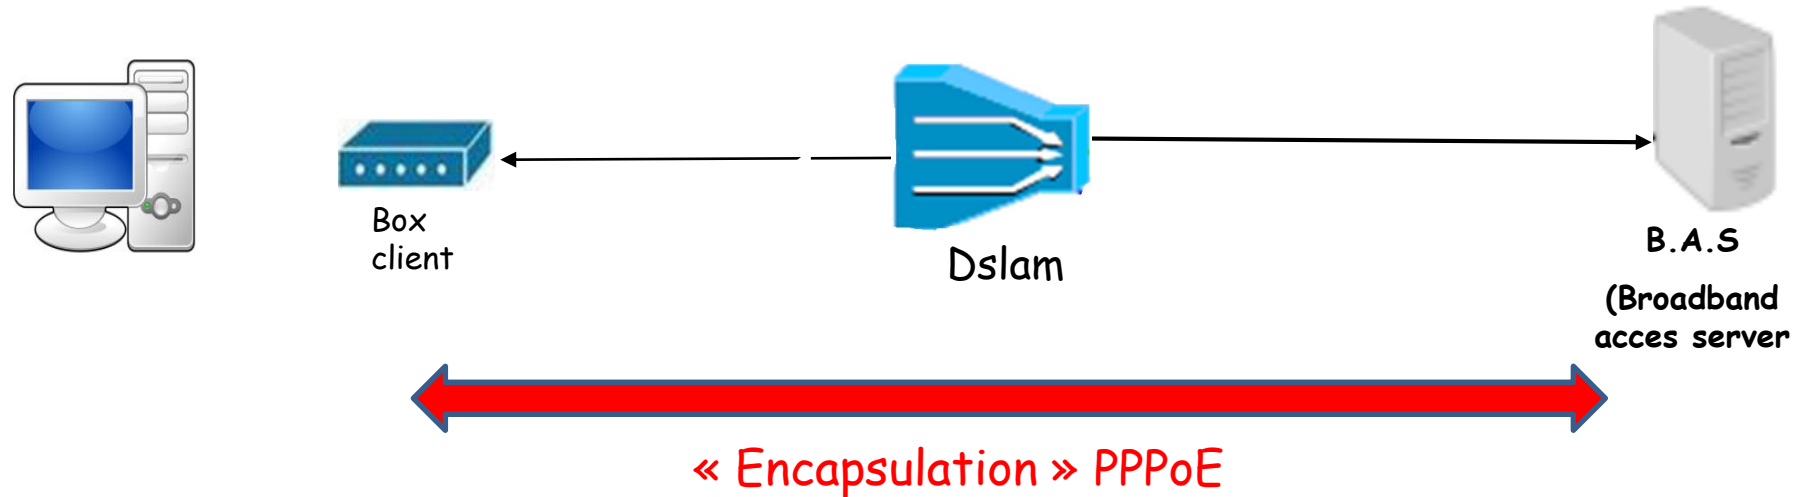 Box
client
Dslam
B.A.S
(Broadband
acces server
« Encapsulation » PPPoE